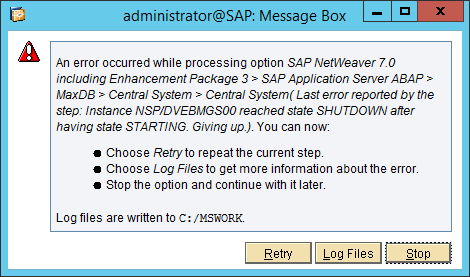 administrator@SAP: Message Box
An error occurred while processing option SAP NetWeaver 7.0
including Enhancement Package 3 > SAP Application Server ABAP >
MaxDB > Central System > Central System( Last error reported by the
step: Instance NSP/DVEBMGS00 reached state SHUTDOWN after
having state STARTING. Giving up.). You can now:
● Choose Retry to repeat the current step.
● Choose Log Files to get more information about the error.
● Stop the option and continue with it later.
Log files are written to C:/MSWORK.
Retry Log Files Stop